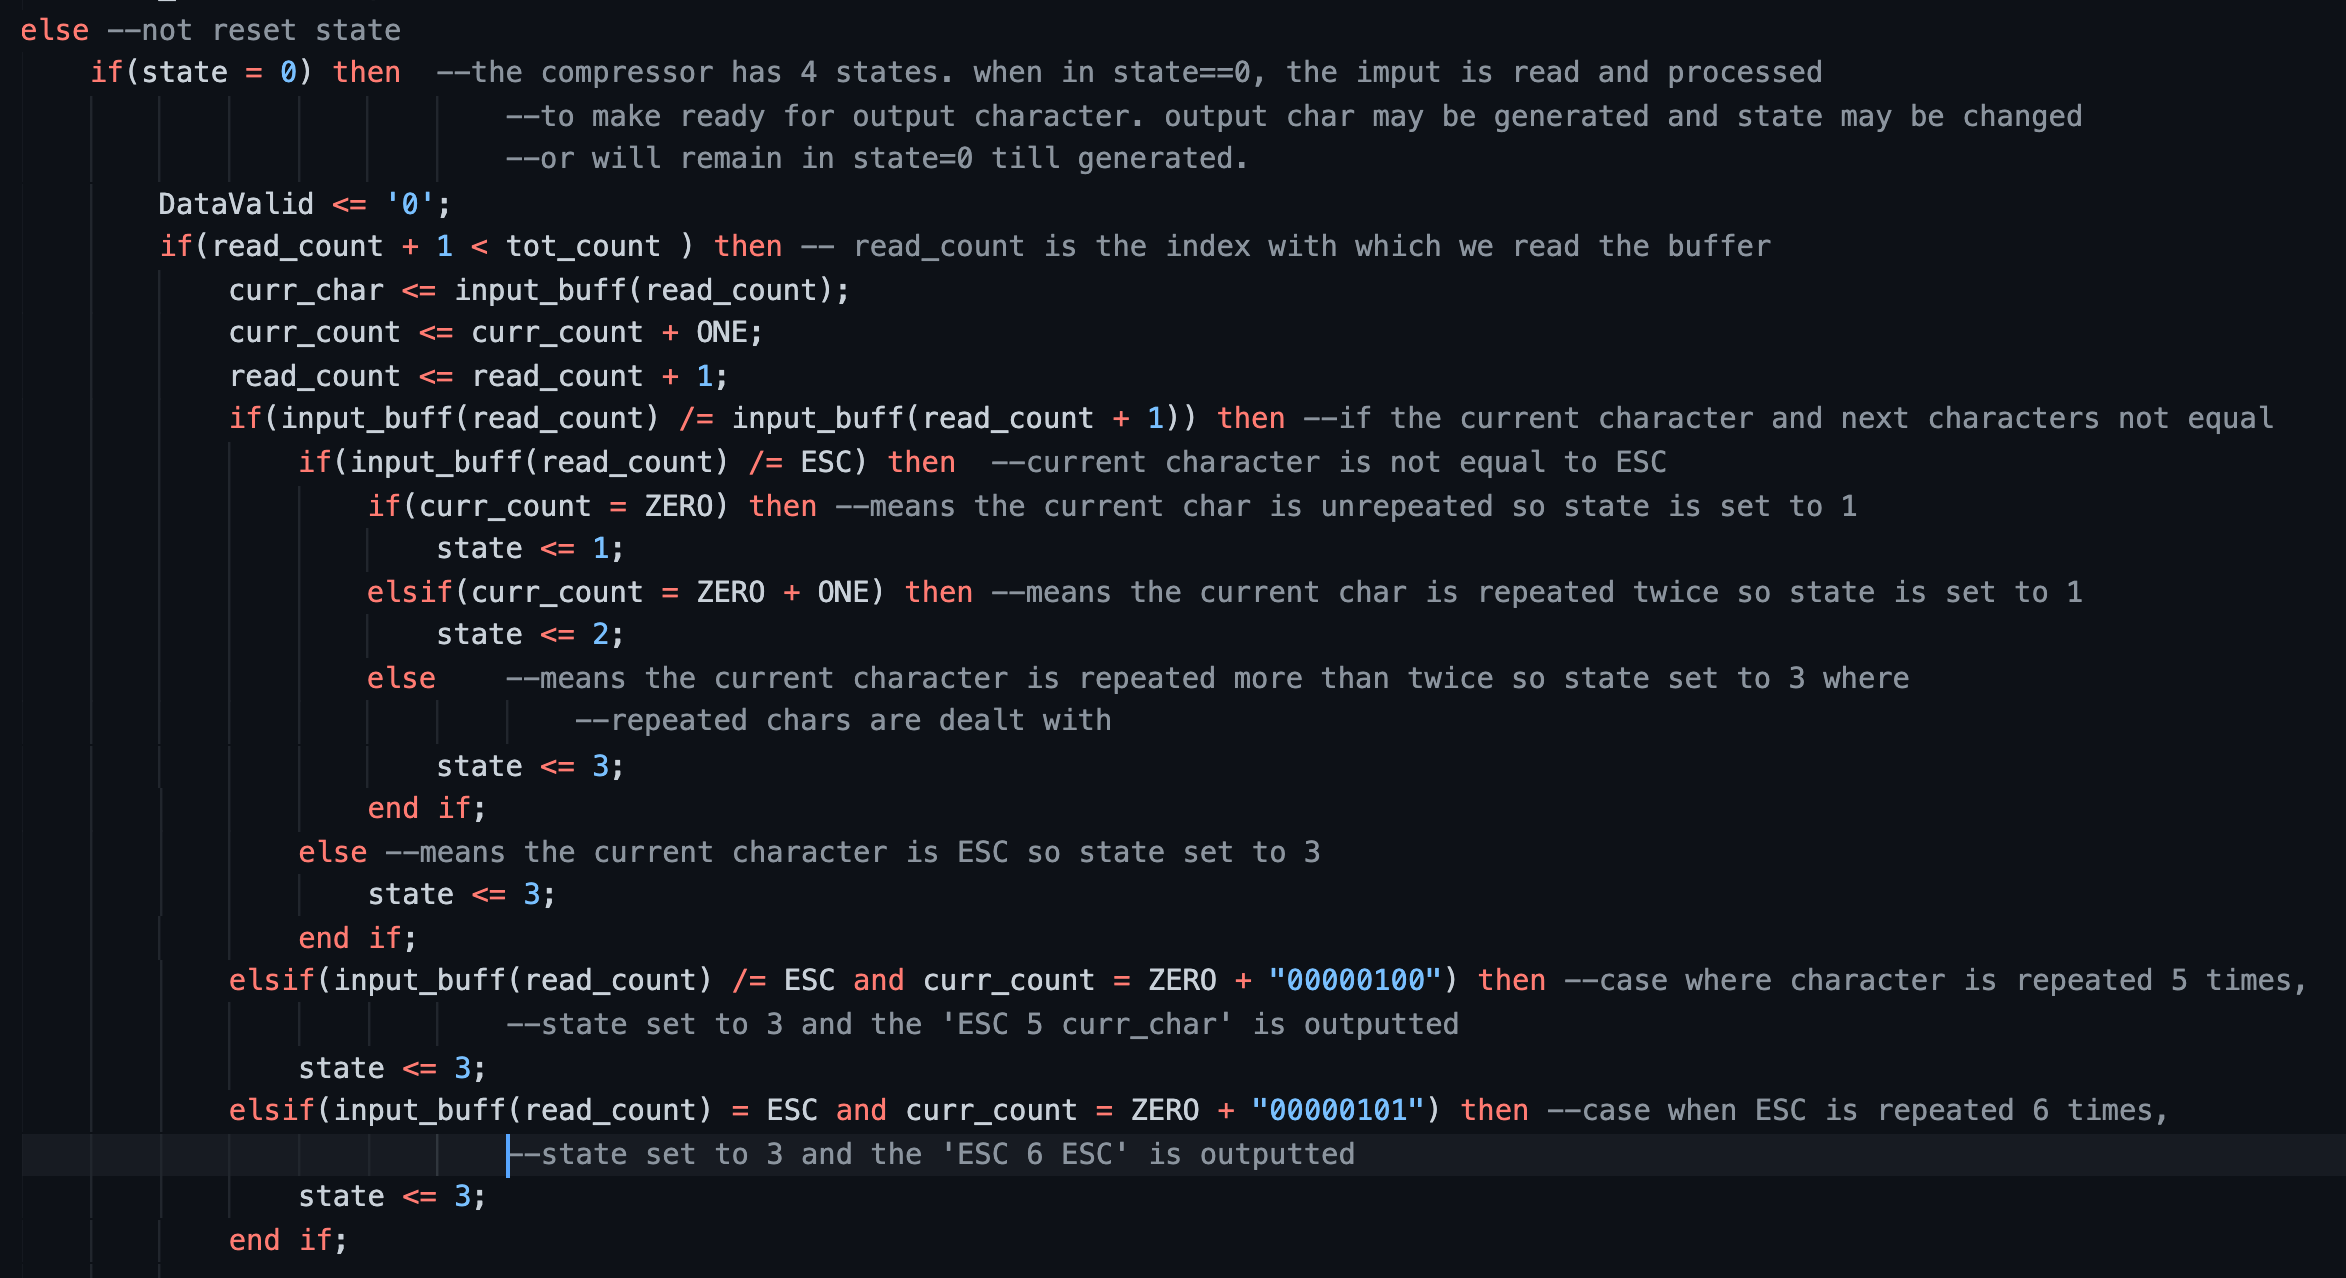 else --not reset state
if(state = 0) then  --the compressor has 4 states. when in state==0, the imput is read and processed
--to make ready for output character. output char may be generated and state may be changed
--or will remain in state=0 till generated.
DataValid <= '0';
if(read_count + 1 < tot_count ) then -- read_count is the index with which we read the buffer
curr_char <= input_buff(read_count);
curr_count <= curr_count + ONE;
read_count <= read_count + 1;
if(input_buff(read_count) /= input_buff(read_count + 1)) then --if the current character and next characters not equal
if(input_buff(read_count) /= ESC) then  --current character is not equal to ESC
if(curr_count = ZERO) then --means the current char is unrepeated so state is set to 1
state <= 1;
elsif(curr_count = ZERO + ONE) then --means the current char is repeated twice so state is set to 1
state <= 2;
else    --means the current character is repeated more than twice so state set to 3 where
--repeated chars are dealt with
state <= 3;
end if;
else --means the current character is ESC so state set to 3
state <= 3;
end if;
elsif(input_buff(read_count) /= ESC and curr_count = ZERO + "00000100") then --case where character is repeated 5 times,
--state set to 3 and the 'ESC 5 curr_char' is outputted
state <= 3;
elsif(input_buff(read_count) = ESC and curr_count = ZERO + "00000101") then --case when ESC is repeated 6 times,
--state set to 3 and the 'ESC 6 ESC' is outputted
state <= 3;
end if;